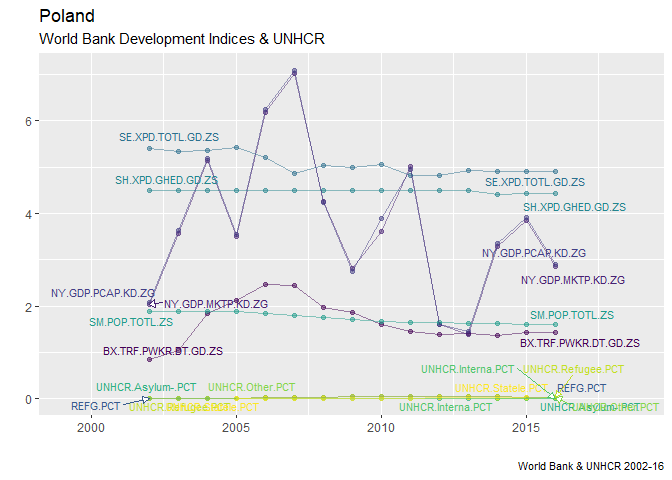 Poland
World Bank Development Indices & UNHCR
6
4
2
0
SE.XPD.TOTL.GD.ZS
SH.XPD.GHED.GD.ZS
SE.XPD.TOTL.GD.ZS
SH.XPD.GHED.GD.ZS
NY.GDP.PCAP.KD.ZG
NY.GDP.MKTP.KD.ZG
NY.GDP.PCAP.KD.ZG
NY.GDP.MKTP.KD.ZG
SM.POP.TOTL.ZS
SM.POP.TOTL.ZS
BX.TRF.PWKR.DT.GD.ZS
BX.TRF.PWKR.DT.GD.ZS
UNHCR.Interna.PCT
UNHCR.Refugee.PCT
UNHCR.Asylum-.PCT
UNHCR.Other.PCT
UNHCR.Statele.PCT
REFG.PCT
REFG.PCT
UNHCR.Interna.PCT
UNHCR.Asylum-.PCT
2000
2005
2010
2015
World Bank & UNHCR 2002-16